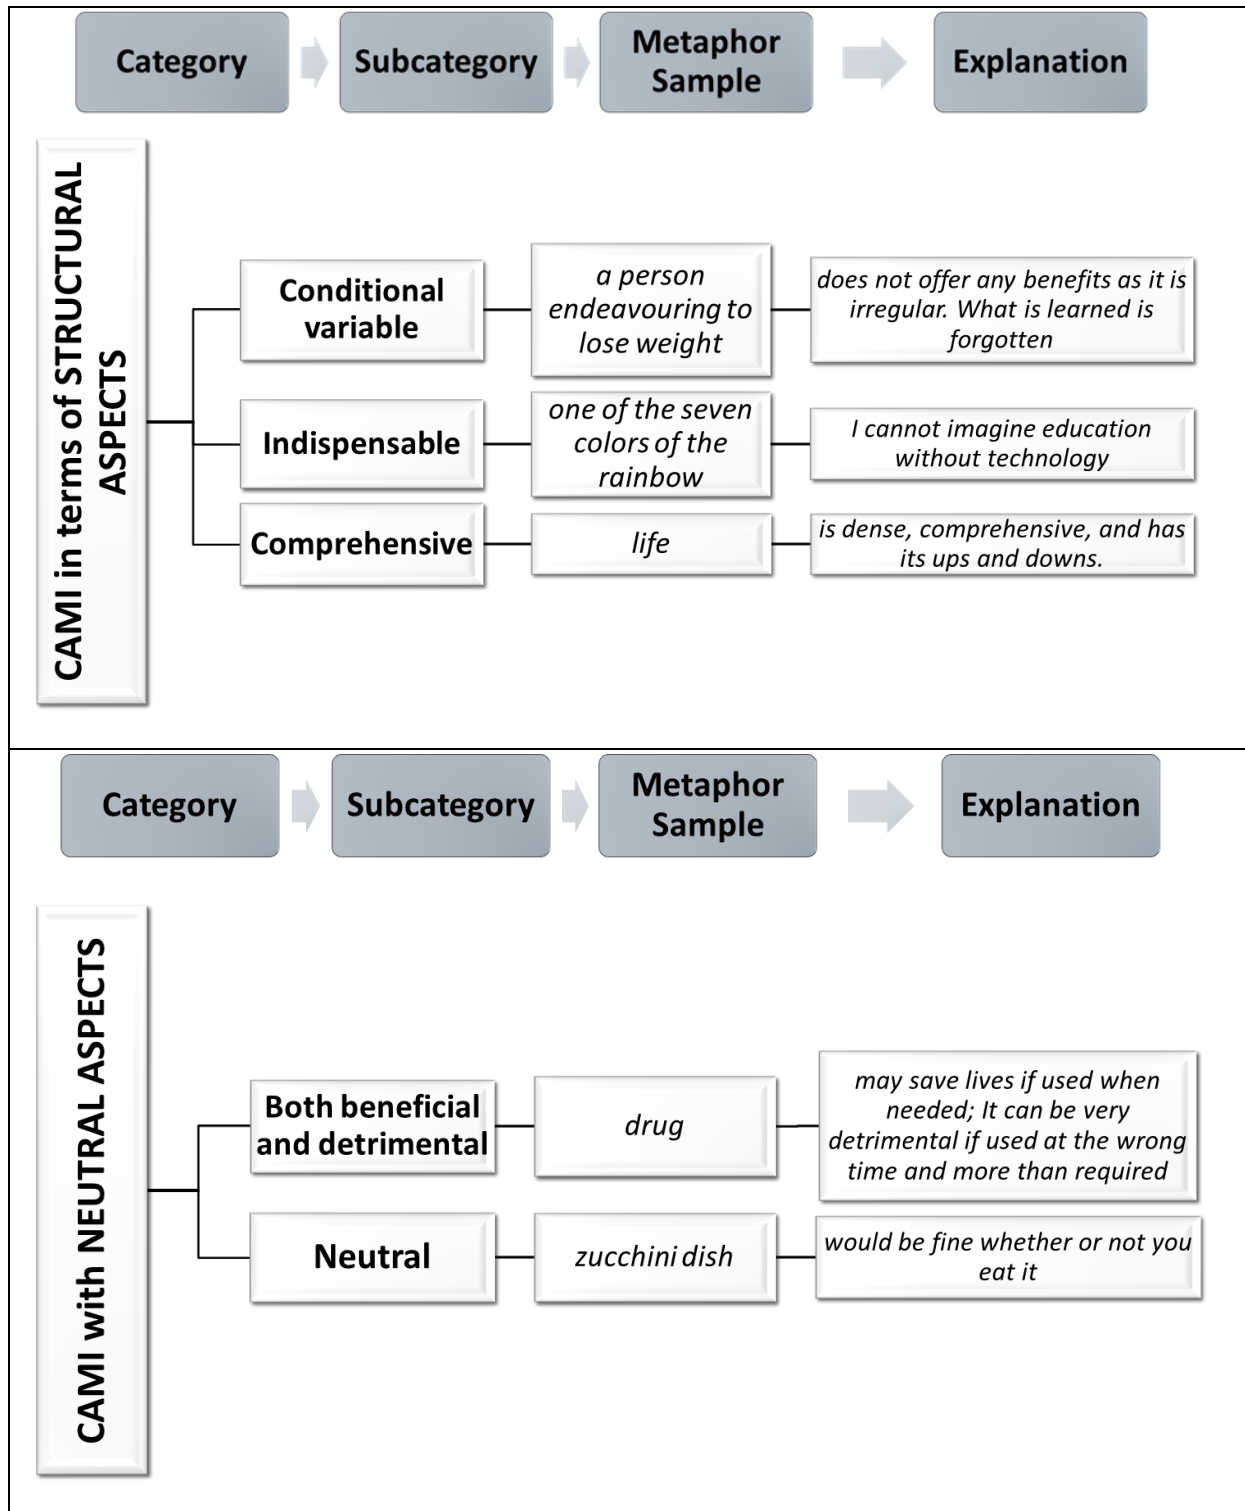 Category
Subcategory
Metaphor
Sample
Explanation
CAMI in terms of STRUCTURAL
ASPECTS
Conditional
variable
a person
endeavouring to
lose weight
does not offer any benefits as it is
irregular. What is learned is
forgotten
Indispensable
one of the seven
colors of the
rainbow
I cannot imagine education
without technology
Comprehensive
life
is dense, comprehensive, and has
its ups and downs.
Category
Subcategory
Metaphor
Sample
Explanation
CAMI with NEUTRAL ASPECTS
Both beneficial
and detrimental
drug
may save lives if used when
needed; It can be very
detrimental if used at the wrong
time and more than required
Neutral
zucchini dish
would be fine whether or not you
eat it